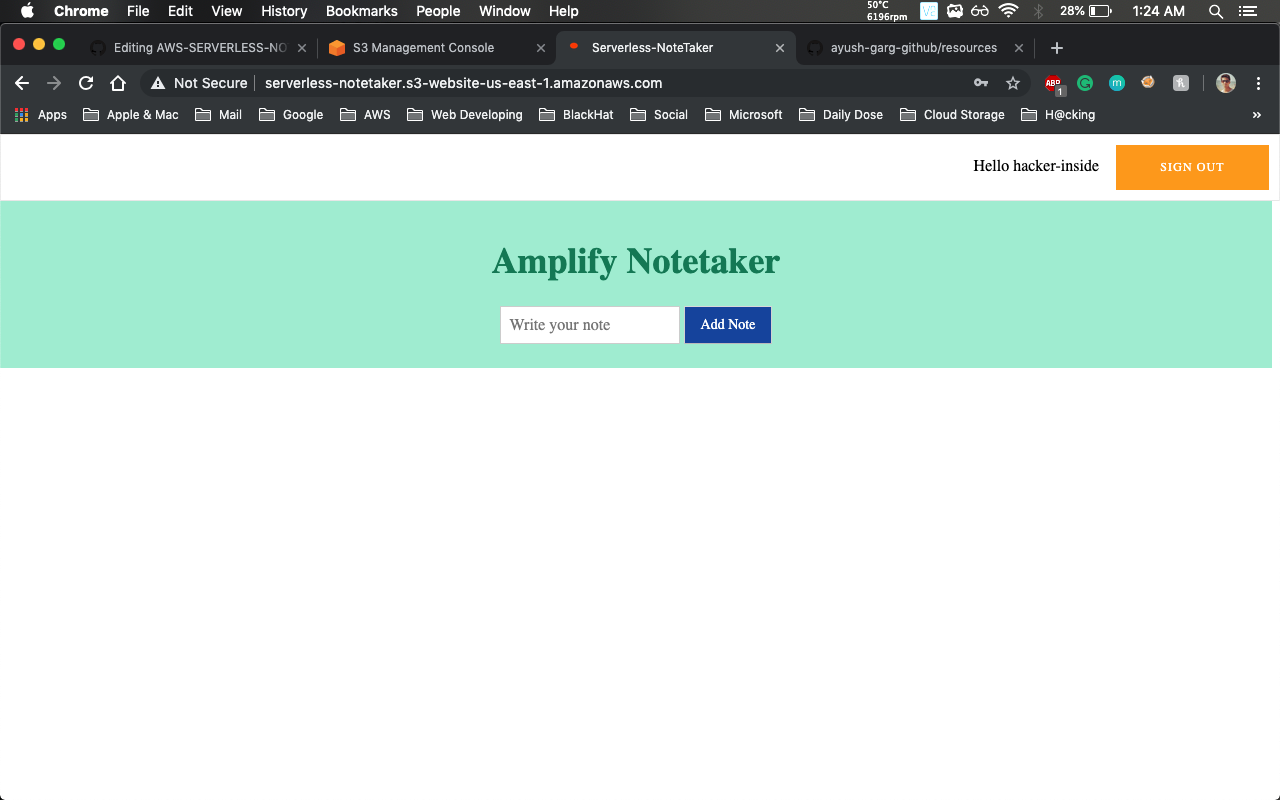 Chrome File Edit View History Bookmarks People Window Help 50°C 6196rpm 28% 1:24 AM
Editing AWS-SERVERLESS-NO S3 Management Console Serverless-NoteTaker ayush-garg-github/resources
Not Secure serverless-notetaker.s3-website-us-east-1.amazonaws.com ABP 1 m
Apps Apple & Mac Mail Google AWS Web Developing BlackHat Social Microsoft Daily Dose Cloud Storage H@cking »
Hello hacker-inside SIGN OUT
Amplify Notetaker
Write your note Add Note